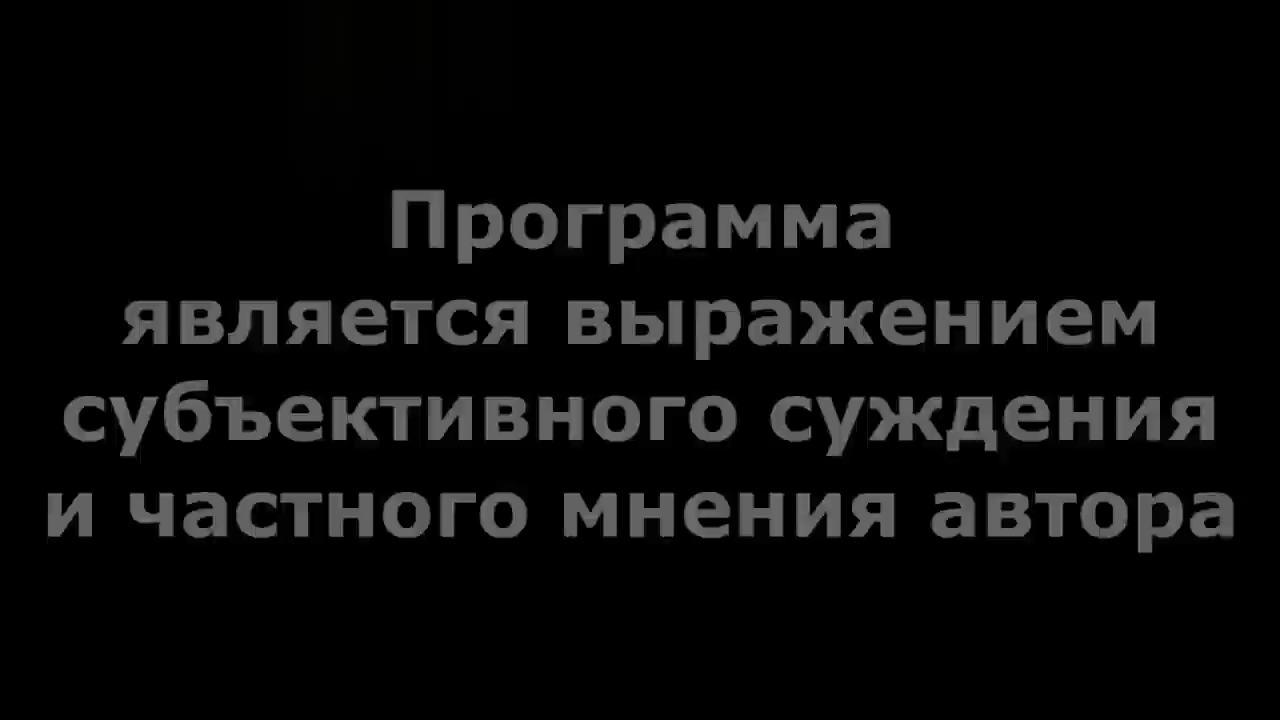 Программа
является выражением
субъективного суждения
и частного мнения автора